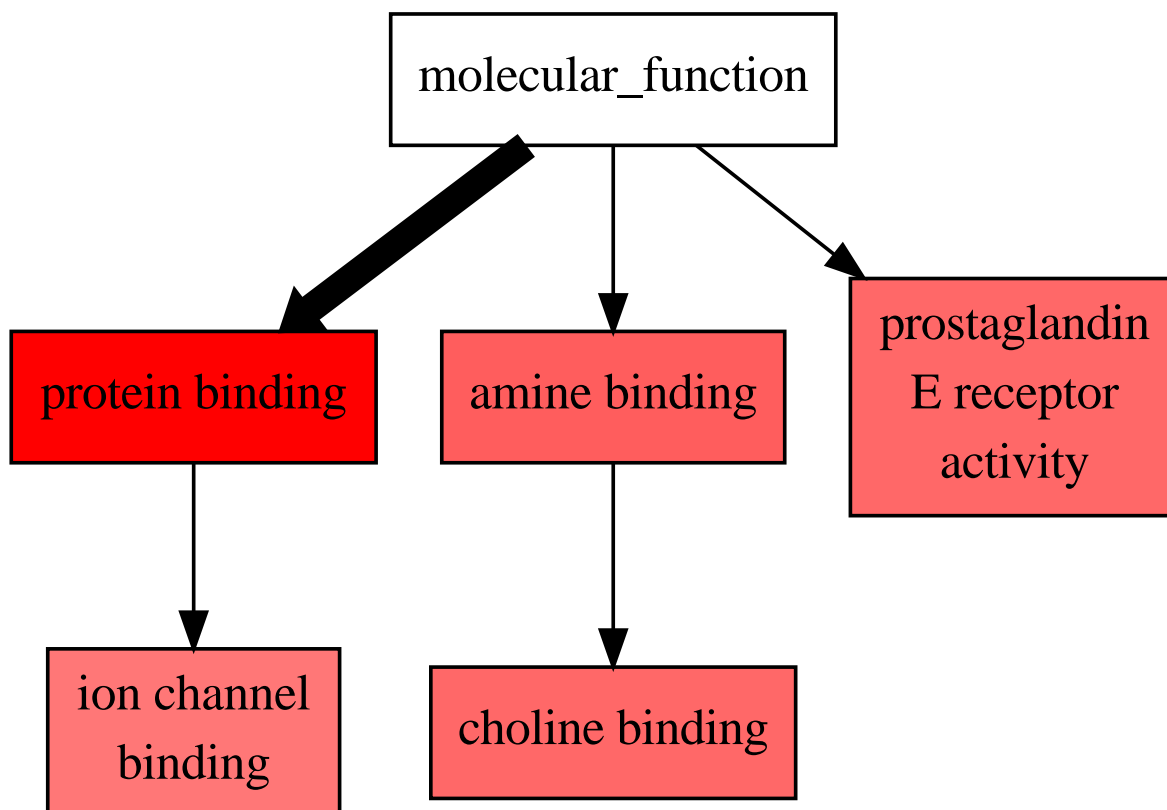 molecular_function
protein binding
amine binding
prostaglandin
E receptor
activity
ion channel
binding
choline binding